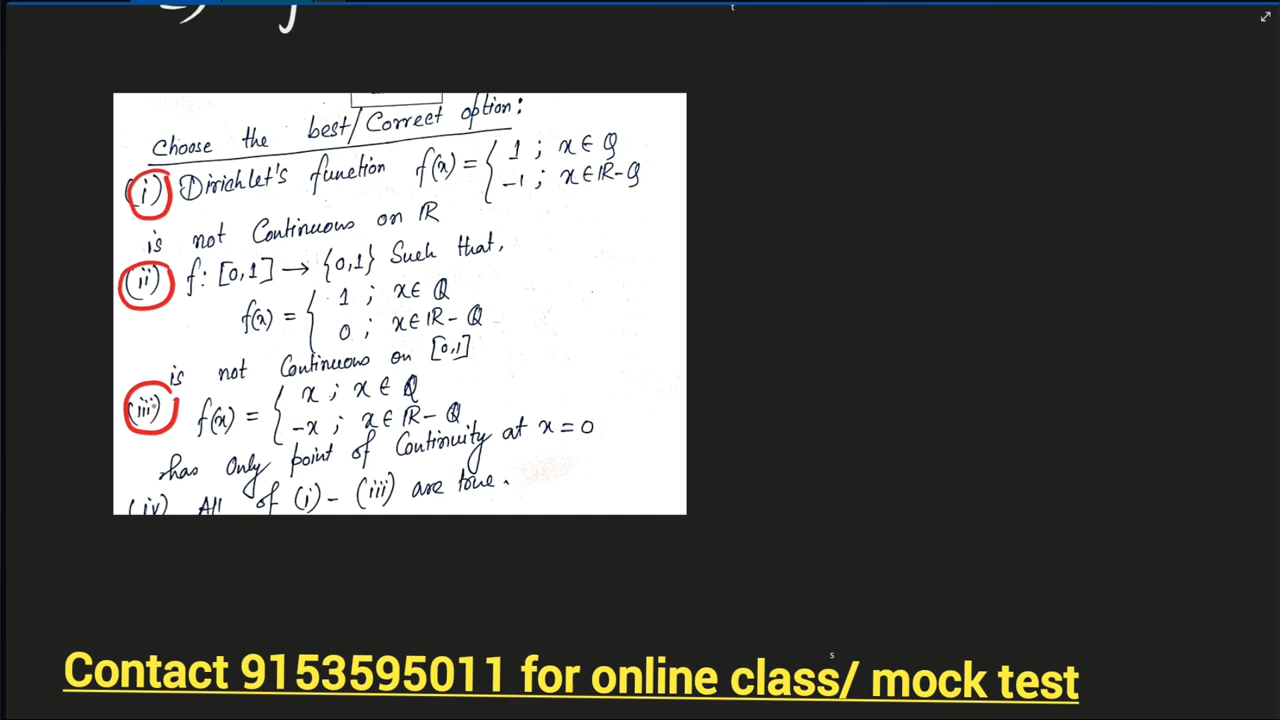 Choose the best/Correct option:
(i) Dirichlet's function f(x) = { 1 ; x ∈ Q
-1 ; x ∈ R-Q
is not Continuous on R
(ii) f: [0,1] → {0,1} Such that,
f(x) = { 1 ; x ∈ Q
0 ; x ∈ R - Q
is not Continuous on [0,1]
(iii) f(x) = { x ; x ∈ Q
-x ; x ∈ R - Q
has Only point of Continuity at x = 0
(iv) All of (i) - (iii) are true.
Contact 9153595011 for online class/ mock test